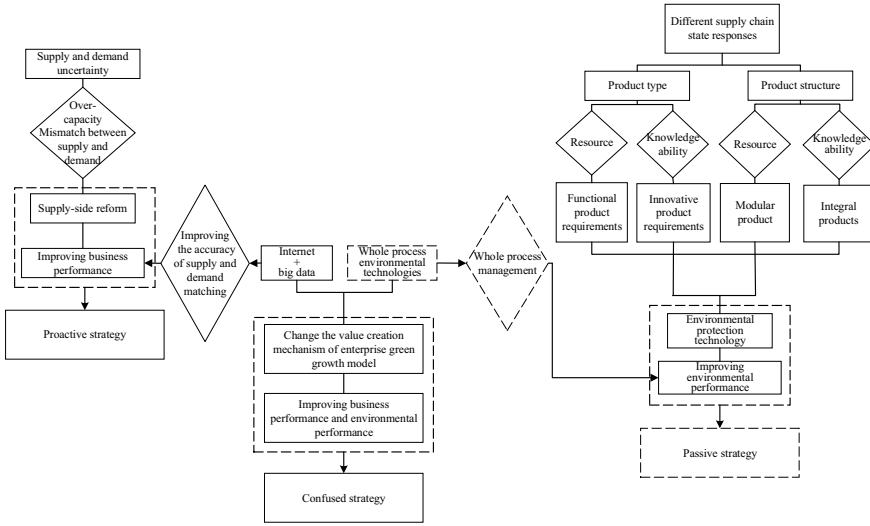 Supply and demand
uncertainty
Over-
capacity
Mismatch between
supply and
demand
Supply-side reform
Improving business
performance
Proactive strategy
Improving
the accuracy
of supply and
demand
matching
Internet
+
big data
Whole process
environmental
technologies
Change the value creation
mechanism of enterprise green
growth model
Improving business
performance and environmental
performance
Confused strategy
Whole process
management
Different supply chain
state responses
Product type
Product structure
Resource
Knowledge
ability
Resource
Knowledge
ability
Functional
product
requirements
Innovative
product
requirements
Modular
product
Integral
products
Environmental
protection
technology
Improving
environmental
performance
Passive strategy